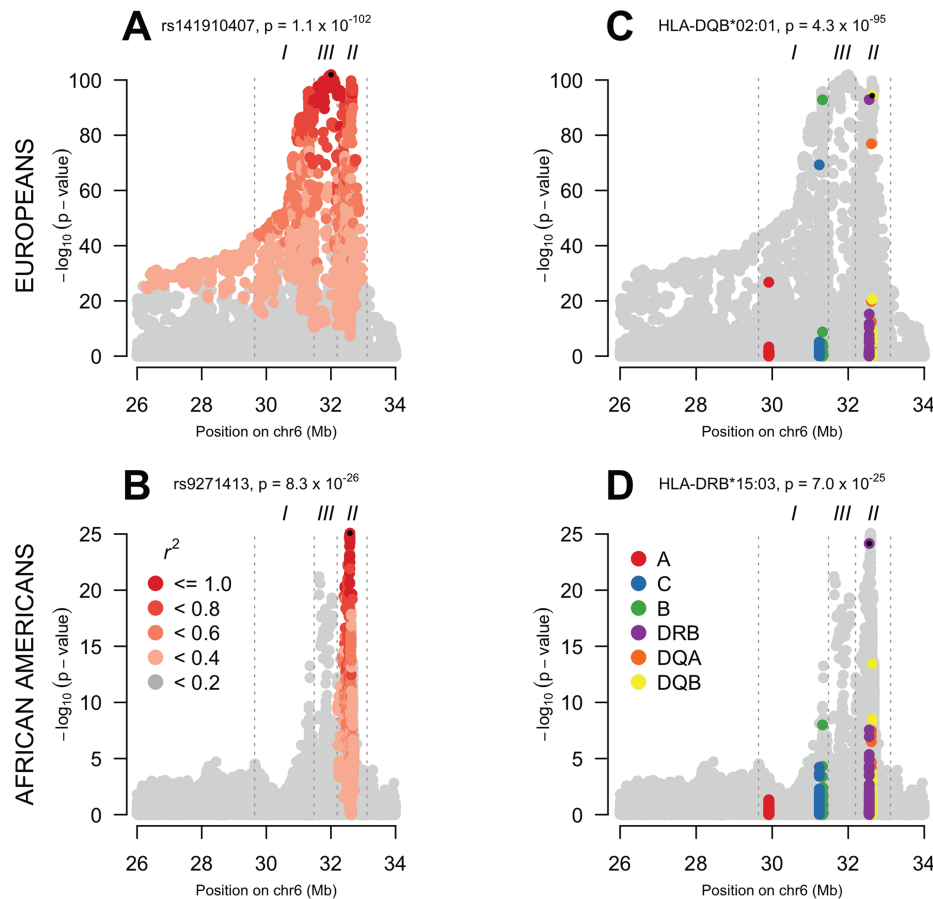 A
rs141910407, p = 1.1 x 10-102
I III II
EUROPEANS
−log10 (p − value)
100
80
60
40
20
0
26 28 30 32 34
Position on chr6 (Mb)
C
HLA-DQB*02:01, p = 4.3 x 10-95
I III II
−log10 (p − value)
100
80
60
40
20
0
26 28 30 32 34
Position on chr6 (Mb)
B
rs9271413, p = 8.3 x 10-26
I III II
AFRICAN AMERICANS
−log10 (p − value)
25
20
15
10
5
0
r2
<= 1.0
< 0.8
< 0.6
< 0.4
< 0.2
26 28 30 32 34
Position on chr6 (Mb)
D
HLA-DRB*15:03, p = 7.0 x 10-25
I III II
−log10 (p − value)
25
20
15
10
5
0
A
C
B
DRB
DQA
DQB
26 28 30 32 34
Position on chr6 (Mb)